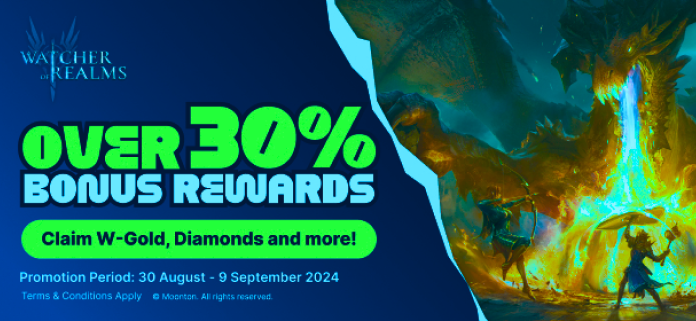 WATCHER
OF REALMS
OVER 30%
BONUS REWARDS
Claim W-Gold, Diamonds and more!
Promotion Period: 30 August - 9 September 2024
Terms & Conditions Apply © Moonton. All rights reserved.